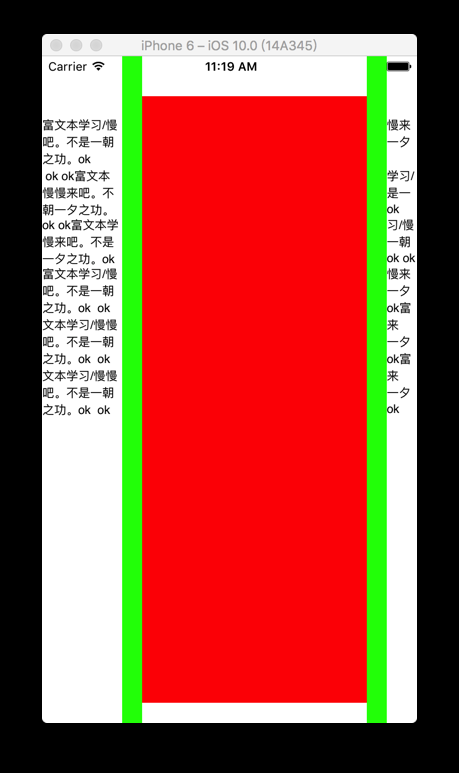 iPhone 6 – iOS 10.0 (14A345)
Carrier 11:19 AM
富文本学习/慢 慢来
吧。不是一朝 一夕
之功。ok
ok ok富文本 学习/
慢慢来吧。不 是一
朝一夕之功。 ok
ok ok富文本学 习/慢
慢来吧。不是 一朝
一夕之功。ok ok ok
富文本学习/慢 慢来
吧。不是一朝 一夕
之功。ok ok ok富
文本学习/慢慢 来
吧。不是一朝 一夕
之功。ok ok ok富
文本学习/慢慢 来
吧。不是一朝 一夕
之功。ok ok ok